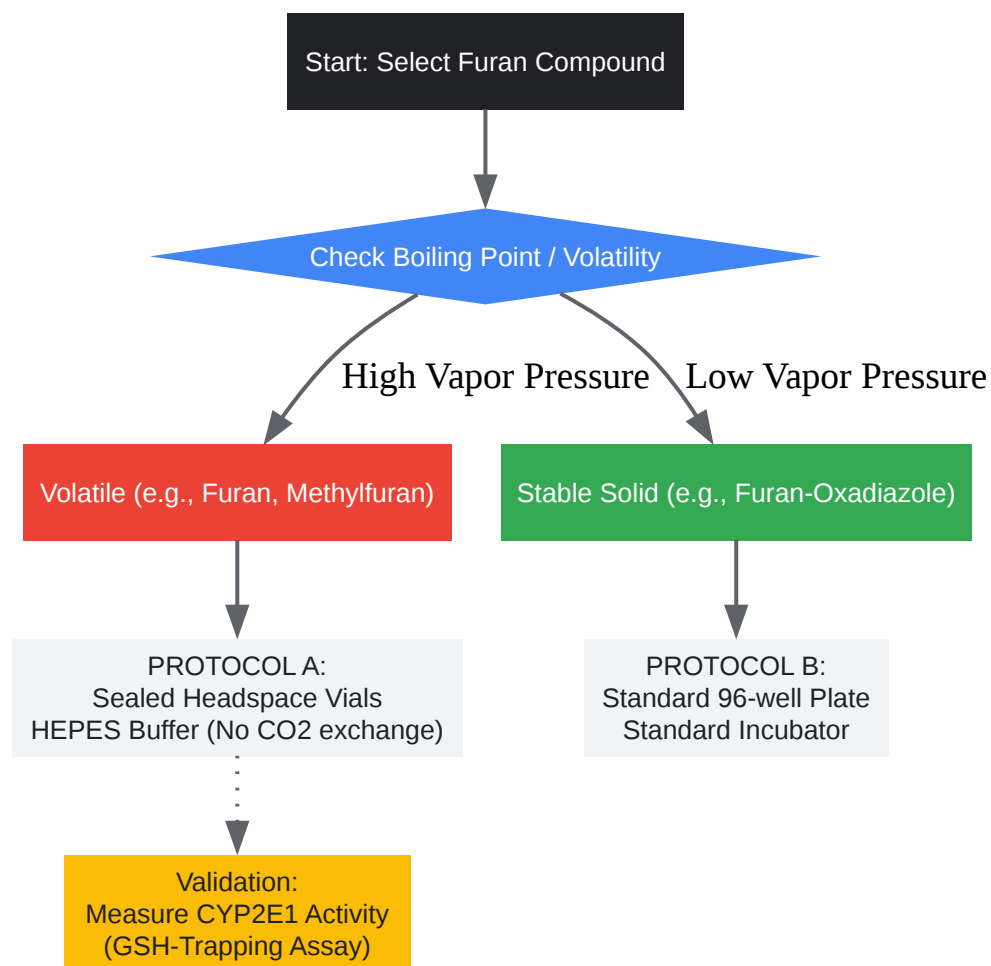 Start: Select Furan Compound
Check Boiling Point / Volatility
High Vapor Pressure
Low Vapor Pressure
Volatile (e.g., Furan, Methylfuran)
Stable Solid (e.g., Furan-Oxadiazole)
PROTOCOL A:
Sealed Headspace Vials
HEPES Buffer (No CO2 exchange)
PROTOCOL B:
Standard 96-well Plate
Standard Incubator
Validation:
Measure CYP2E1 Activity
(GSH-Trapping Assay)